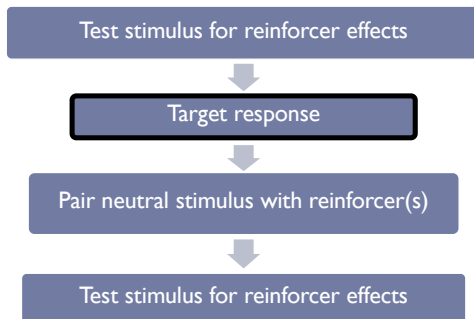 Test stimulus for reinforcer effects
Target response
Pair neutral stimulus with reinforcer(s)
Test stimulus for reinforcer effects